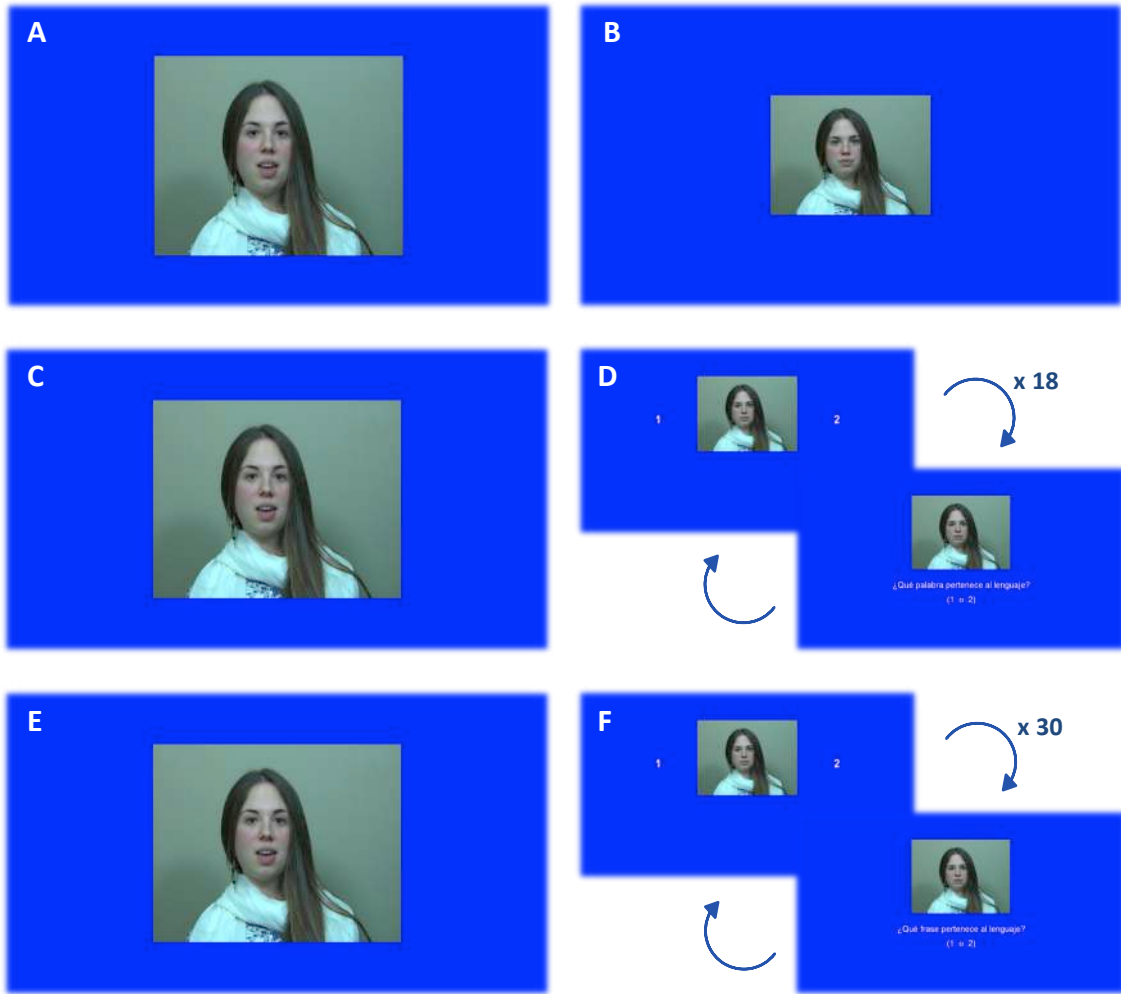 A
B
C
D
1
2
x 18
¿Qué palabra pertenece al lenguaje?
(1 o 2)
E
F
1
2
x 30
¿Qué frase pertenece al lenguaje?
(1 o 2)